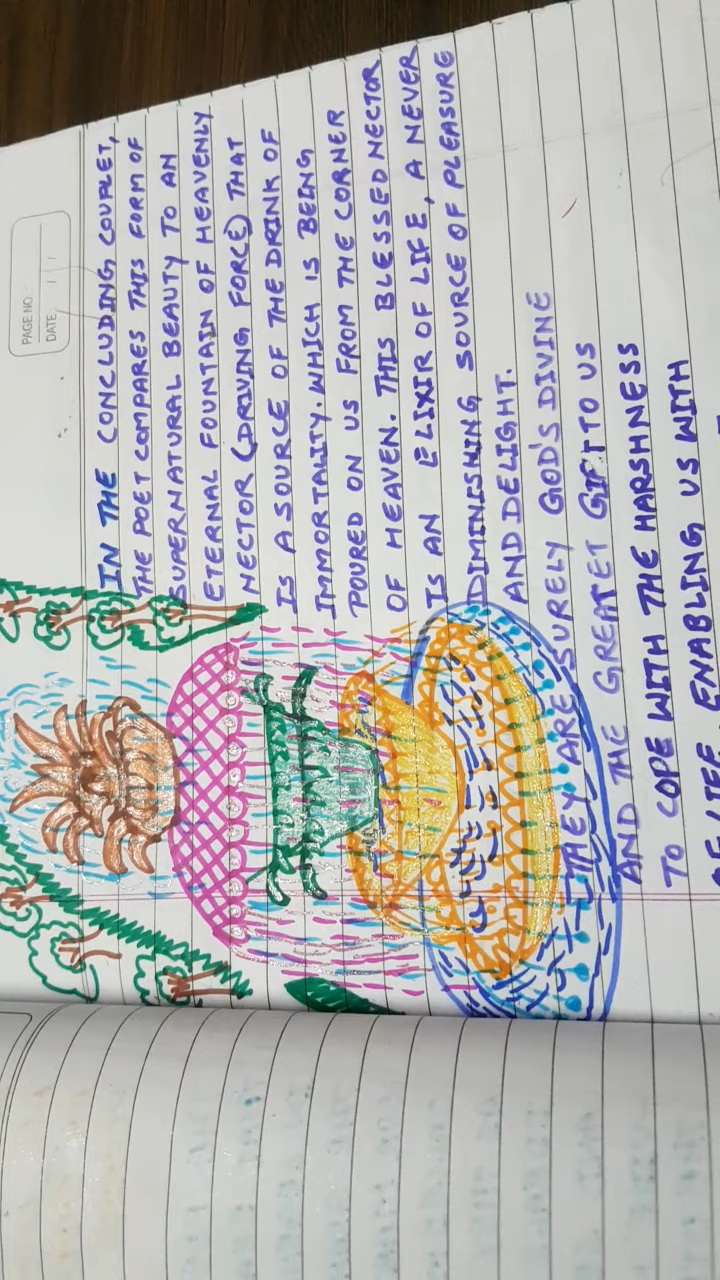 PAGE NO.:
DATE: / /
IN THE CONCLUDING COUPLET,
THE POET COMPARES THIS FORM OF
SUPERNATURAL BEAUTY TO AN
ETERNAL FOUNTAIN OF HEAVENLY
NECTOR (DRIVING FORCE) THAT
IS A SOURCE OF THE DRINK OF
IMMORTALITY. WHICH IS BEING
POURED ON US FROM THE CORNER
OF HEAVEN. THIS BLESSED NECTOR
IS AN ELIXIR OF LIFE, A NEVER
DIMINISHING SOURCE OF PLEASURE
AND DELIGHT.
THEY ARE SURELY GOD'S DIVINE
AND THE GREATET GIFT TO US
TO COPE WITH THE HARSHNESS
OF LIFE ENABLING US WITH